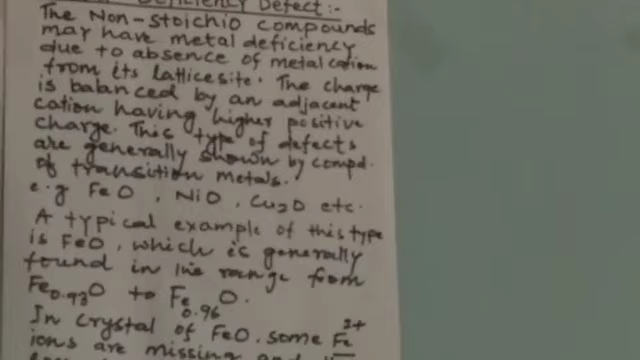 Deficiency Defect :-
The Non-stoichio compounds
may have metal deficiency
due to absence of metal cation
from its lattice site. The charge
is balanced by an adjacent
cation having higher positive
charge. This type of defects
are generally shown by compd.
of transition metals.
e.g FeO , NiO , Cu2O etc.
A typical example of this type
is FeO, which is generally
found in the range from
Fe0.93O to Fe0.96O.
In crystal of FeO, some Fe2+
ions are missing and